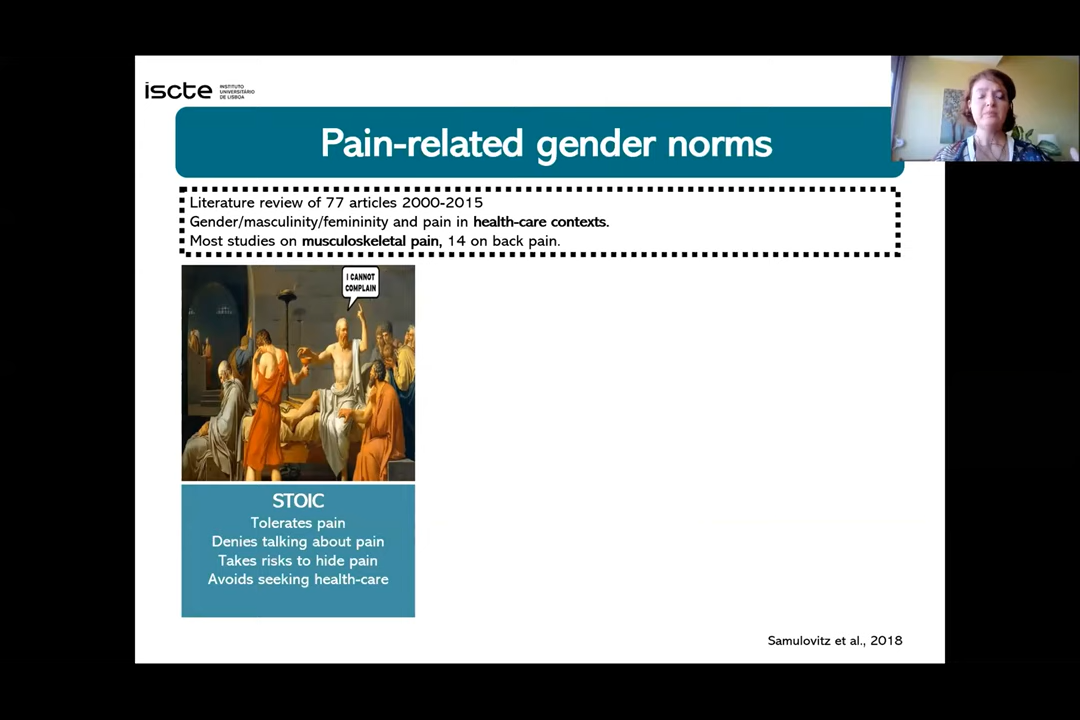 iscte
INSTITUTO
UNIVERSITÁRIO
DE LISBOA
Pain-related gender norms
Literature review of 77 articles 2000-2015
Gender/masculinity/femininity and pain in health-care contexts.
Most studies on musculoskeletal pain, 14 on back pain.
I CANNOT
COMPLAIN
STOIC
Tolerates pain
Denies talking about pain
Takes risks to hide pain
Avoids seeking health-care
Samulovitz et al., 2018